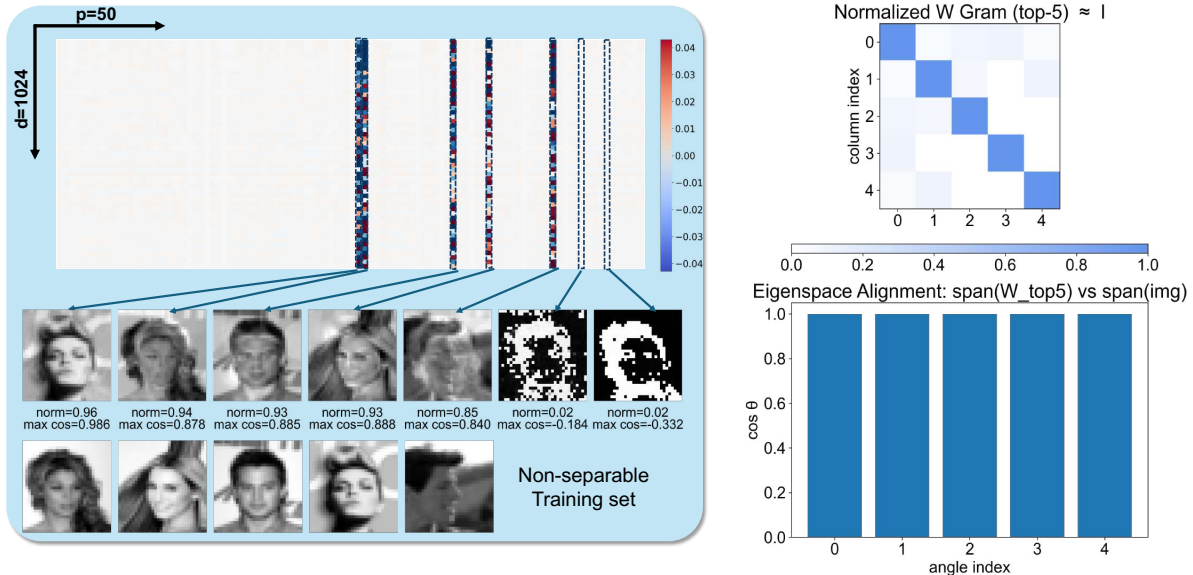 p=50
d=1024
0.04
0.03
0.02
0.01
0.00
−0.01
−0.02
−0.03
−0.04
norm=0.96
max cos=0.986
norm=0.94
max cos=0.878
norm=0.93
max cos=0.885
norm=0.93
max cos=0.888
norm=0.85
max cos=0.840
norm=0.02
max cos=-0.184
norm=0.02
max cos=-0.332
Non-separable
Training set
Normalized W Gram (top-5) ≈ I
column index
0
1
2
3
4
0 1 2 3 4
0.0 0.2 0.4 0.6 0.8 1.0
Eigenspace Alignment: span(W_top5) vs span(img)
cos θ
1.0
0.8
0.6
0.4
0.2
0.0
0 1 2 3 4
angle index